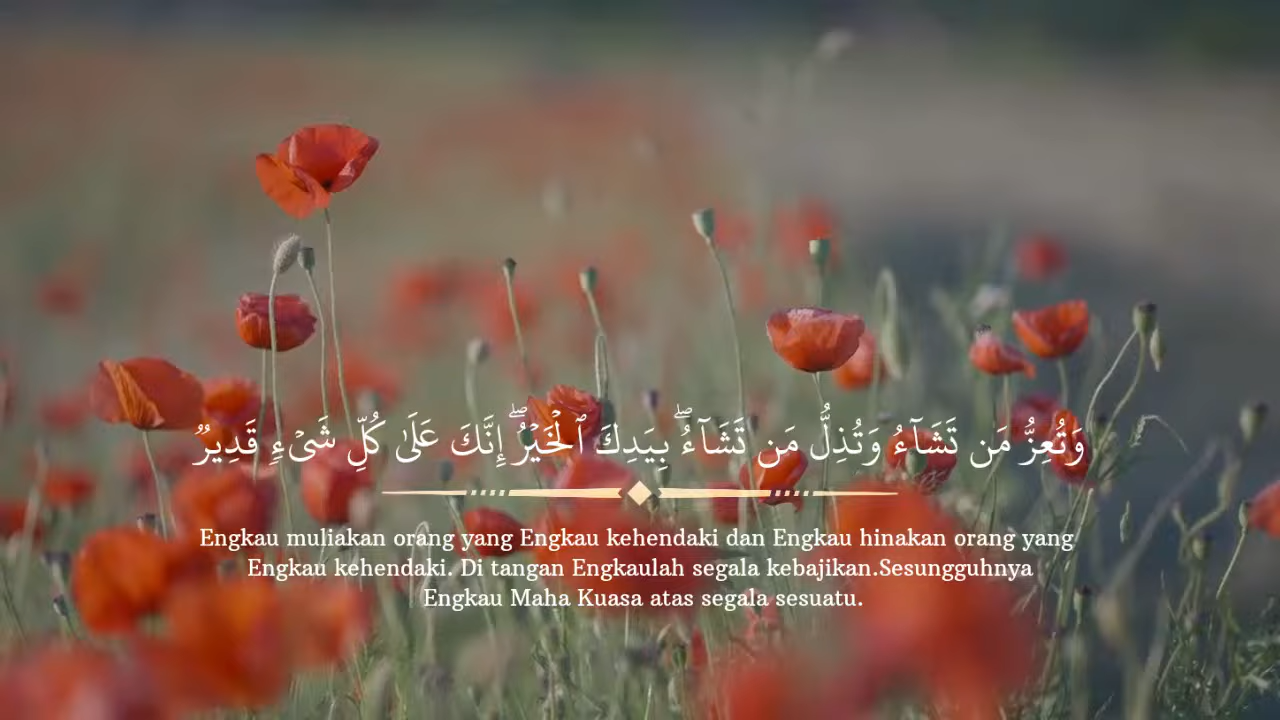 وَتُعِزُّ مَن تَشَآءُ وَتُذِلُّ مَن تَشَآءُ ۖ بِيَدِكَ ٱلْخَيْرُ ۖ إِنَّكَ عَلَىٰ كُلِّ شَىْءٍ قَدِيرٌ
Engkau muliakan orang yang Engkau kehendaki dan Engkau hinakan orang yang
Engkau kehendaki. Di tangan Engkaulah segala kebajikan.Sesungguhnya
Engkau Maha Kuasa atas segala sesuatu.